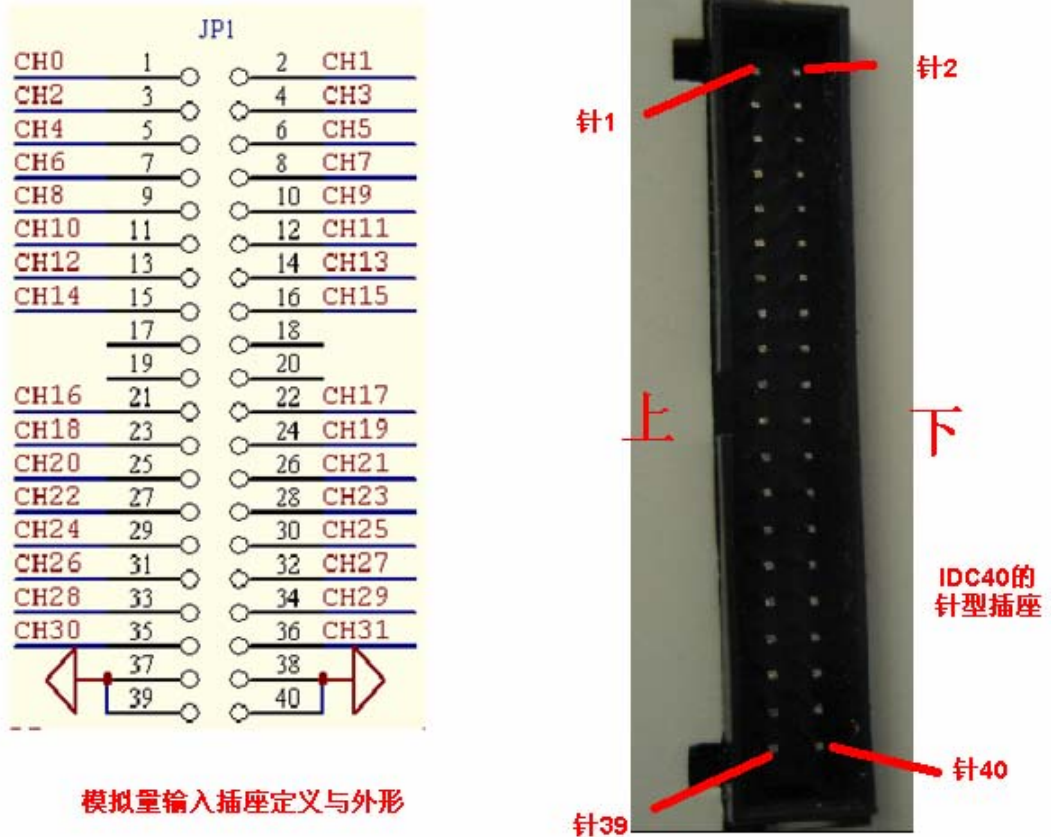 JP1
CH0 1 2 CH1
CH2 3 4 CH3
CH4 5 6 CH5
CH6 7 8 CH7
CH8 9 10 CH9
CH10 11 12 CH11
CH12 13 14 CH13
CH14 15 16 CH15
17 18
19 20
CH16 21 22 CH17
CH18 23 24 CH19
CH20 25 26 CH21
CH22 27 28 CH23
CH24 29 30 CH25
CH26 31 32 CH27
CH28 33 34 CH29
CH30 35 36 CH31
37 38
39 40
模拟量输入插座定义与外形
针1
针2
上
下
IDC40的
针型插座
针39
针40